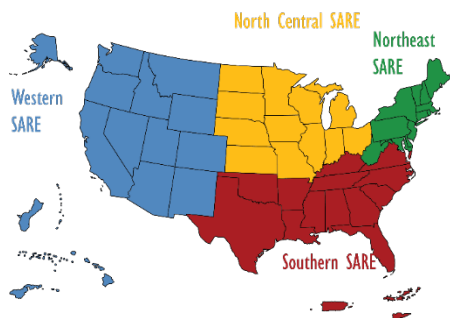 North Central SARE
Northeast
SARE
Western
SARE
Southern SARE